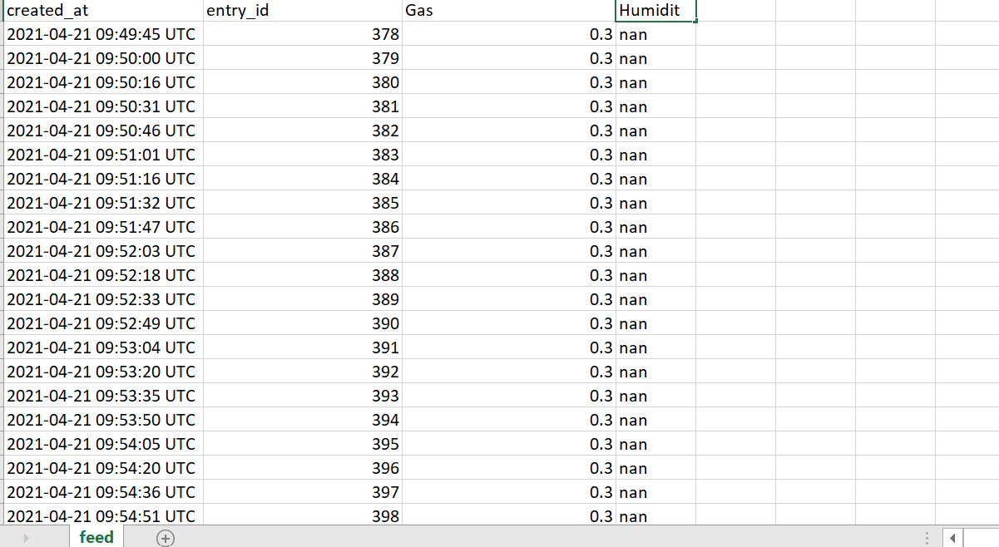 created_at entry_id Gas Humidit
2021-04-21 09:49:45 UTC 378 0.3 nan
2021-04-21 09:50:00 UTC 379 0.3 nan
2021-04-21 09:50:16 UTC 380 0.3 nan
2021-04-21 09:50:31 UTC 381 0.3 nan
2021-04-21 09:50:46 UTC 382 0.3 nan
2021-04-21 09:51:01 UTC 383 0.3 nan
2021-04-21 09:51:16 UTC 384 0.3 nan
2021-04-21 09:51:32 UTC 385 0.3 nan
2021-04-21 09:51:47 UTC 386 0.3 nan
2021-04-21 09:52:03 UTC 387 0.3 nan
2021-04-21 09:52:18 UTC 388 0.3 nan
2021-04-21 09:52:33 UTC 389 0.3 nan
2021-04-21 09:52:49 UTC 390 0.3 nan
2021-04-21 09:53:04 UTC 391 0.3 nan
2021-04-21 09:53:20 UTC 392 0.3 nan
2021-04-21 09:53:35 UTC 393 0.3 nan
2021-04-21 09:53:50 UTC 394 0.3 nan
2021-04-21 09:54:05 UTC 395 0.3 nan
2021-04-21 09:54:20 UTC 396 0.3 nan
2021-04-21 09:54:36 UTC 397 0.3 nan
2021-04-21 09:54:51 UTC 398 0.3 nan
feed